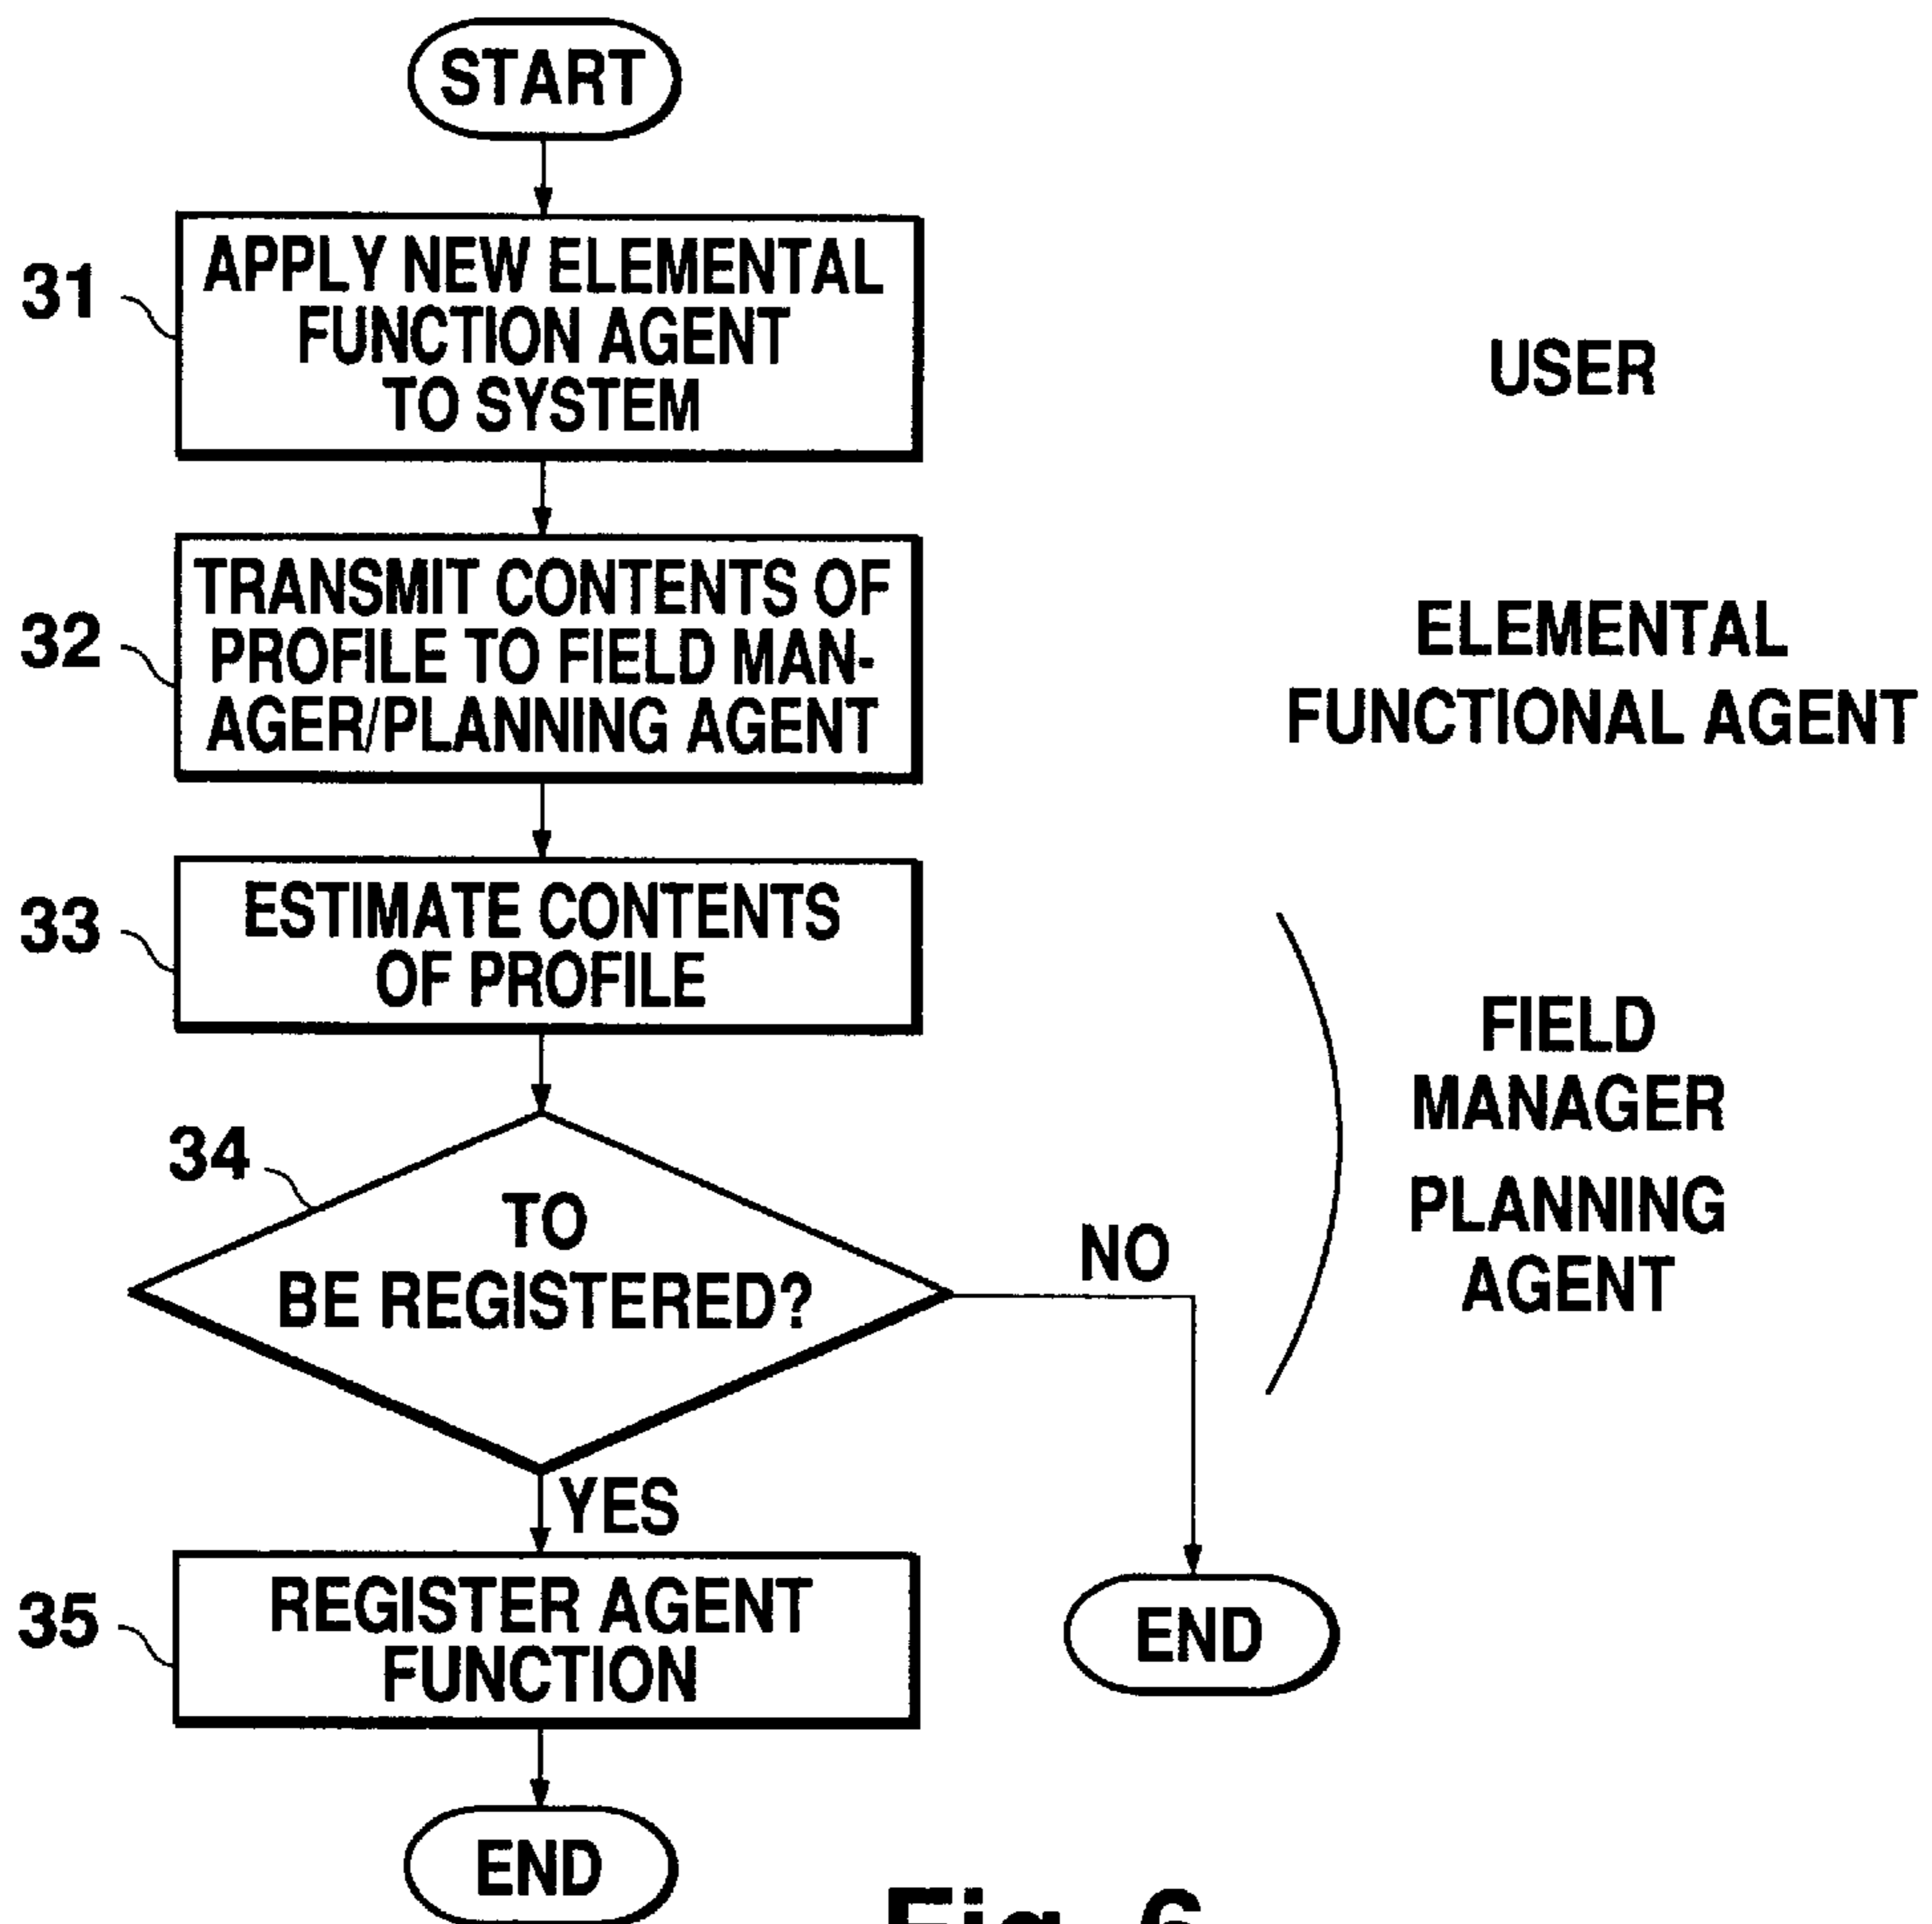 START
31
APPLY NEW ELEMENTAL
FUNCTION AGENT
TO SYSTEM
USER
32
TRANSMIT CONTENTS OF
PROFILE TO FIELD MAN-
AGER/PLANNING AGENT
ELEMENTAL
FUNCTIONAL AGENT
33
ESTIMATE CONTENTS
OF PROFILE
FIELD
MANAGER
PLANNING
AGENT
34
TO
BE REGISTERED?
NO
YES
35
REGISTER AGENT
FUNCTION
END
END
Fig. 6